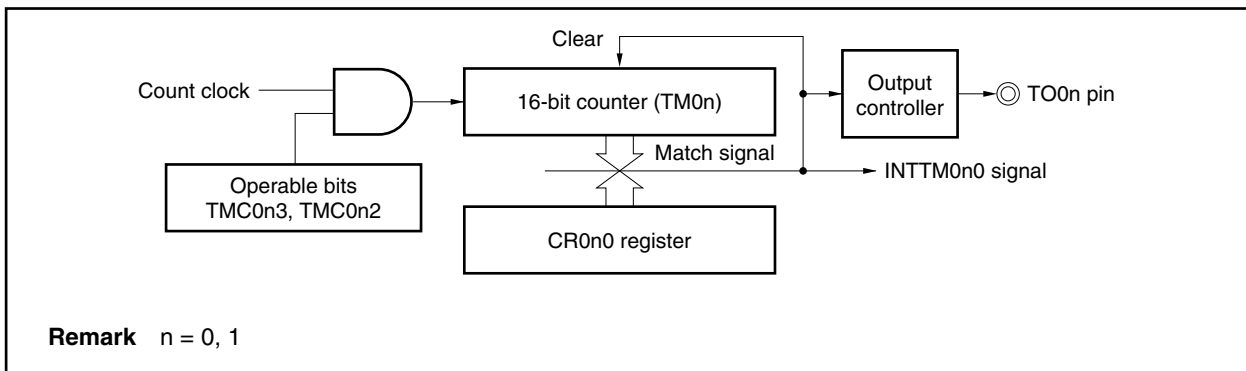 Clear
Count clock
16-bit counter (TM0n)
Output
controller
TO0n pin
Match signal
INTTM0n0 signal
Operable bits
TMC0n3, TMC0n2
CR0n0 register
Remark n = 0, 1